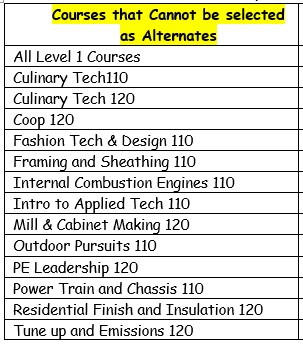 Courses that Cannot be selected
as Alternates
All Level 1 Courses
Culinary Tech110
Culinary Tech 120
Coop 120
Fashion Tech & Design 110
Framing and Sheathing 110
Internal Combustion Engines 110
Intro to Applied Tech 110
Mill & Cabinet Making 120
Outdoor Pursuits 110
PE Leadership 120
Power Train and Chassis 110
Residential Finish and Insulation 120
Tune up and Emissions 120